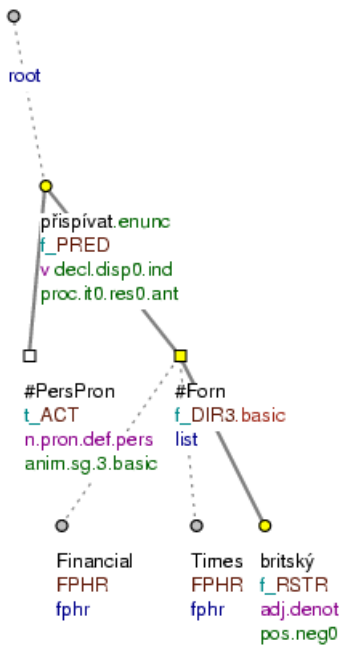 root
přispívat.enunc
f_PRED
v decl.disp0.ind
proc.it0.res0.ant
#PersPron
t_ACT
n.pron.def.pers
anim.sg.3.basic
#Forn
f_DIR3.basic
list
Financial
FPHR
fphr
Times
FPHR
fphr
britský
f_RSTR
adj.denot
pos.neg0